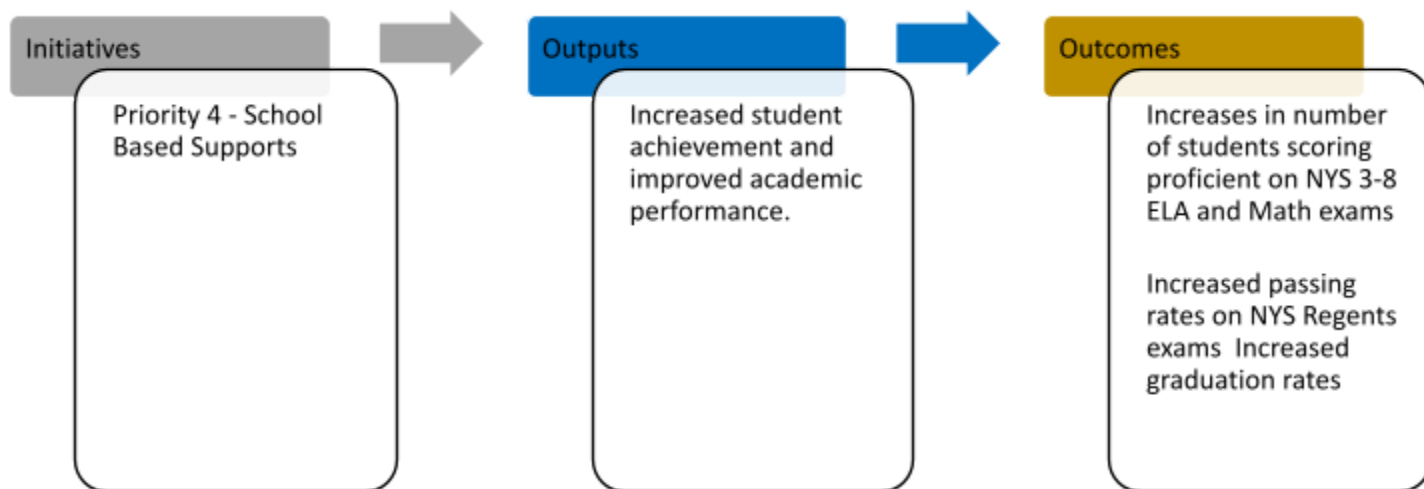 Initiatives
Priority 4 - School
Based Supports
Outputs
Increased student
achievement and
improved academic
performance.
Outcomes
Increases in number
of students scoring
proficient on NYS 3-8
ELA and Math exams
Increased passing
rates on NYS Regents
exams  Increased
graduation rates